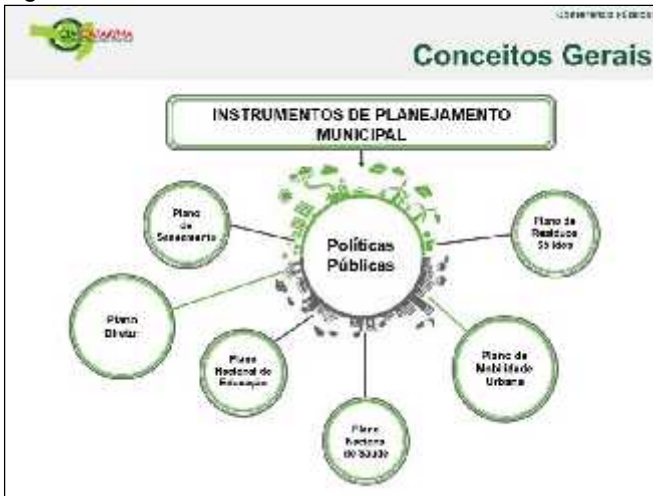 Conceitos Gerais
INSTRUMENTOS DE PLANEJAMENTO
MUNICIPAL
Plano
de
Saneamento
Plano de
Resíduos
Sólidos
Políticas
Públicas
Plano
Diretor
Plano
Nacional de
Educação
Plano de
Mobilidade
Urbana
Plano
Nacional
de Saúde